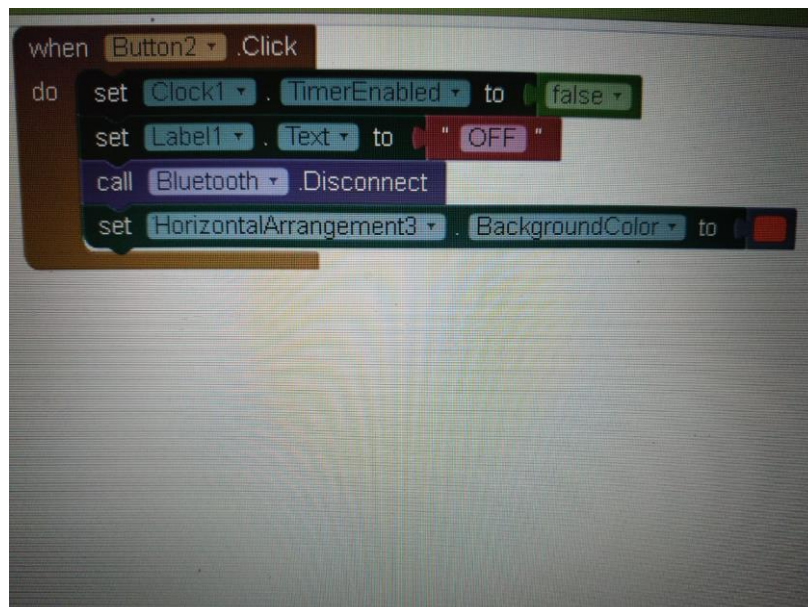 when Button2 .Click
do set Clock1 . TimerEnabled to false
set Label1 . Text to " OFF "
call Bluetooth .Disconnect
set HorizontalArrangement3 . BackgroundColor to